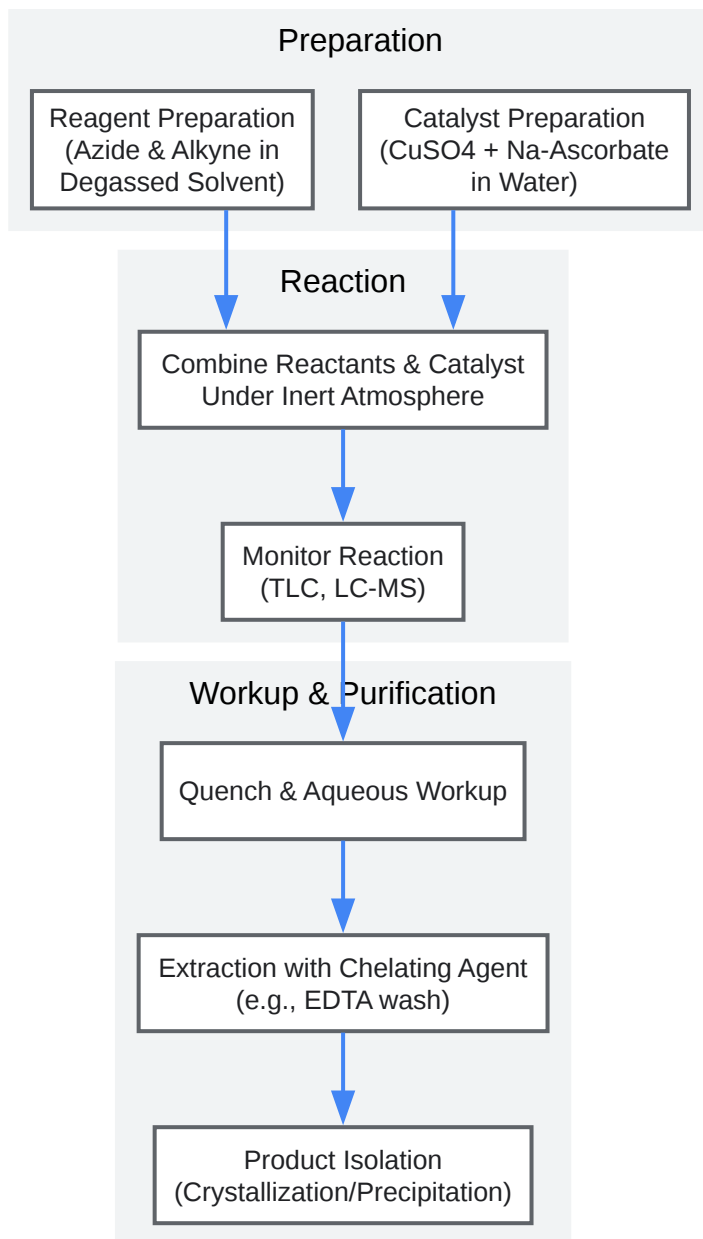 Preparation
Reagent Preparation
(Azide & Alkyne in
Degassed Solvent)
Catalyst Preparation
(CuSO4 + Na-Ascorbate
in Water)
Reaction
Combine Reactants & Catalyst
Under Inert Atmosphere
Monitor Reaction
(TLC, LC-MS)
Workup & Purification
Quench & Aqueous Workup
Extraction with Chelating Agent
(e.g., EDTA wash)
Product Isolation
(Crystallization/Precipitation)